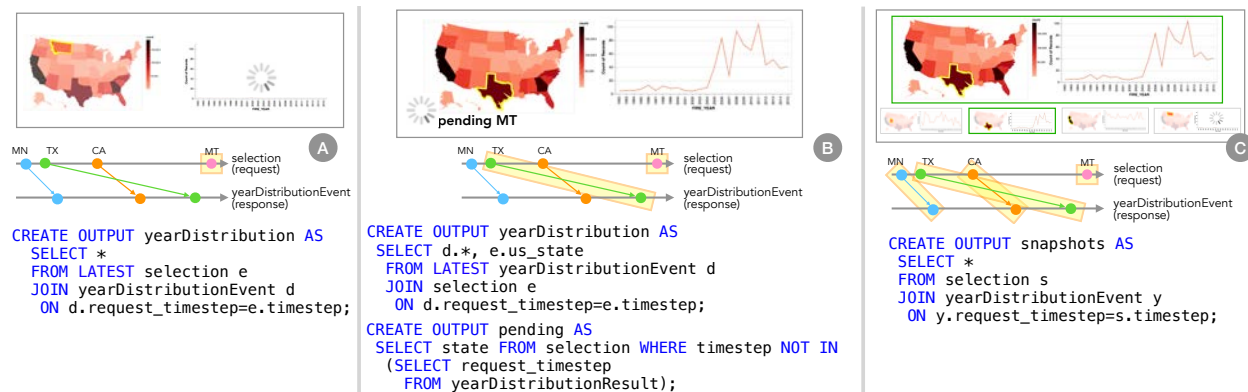 A
MN TX CA MT
selection
(request)
yearDistributionEvent
(response)
CREATE OUTPUT yearDistribution AS
SELECT *
FROM LATEST selection e
JOIN yearDistributionEvent d
ON d.request_timestep=e.timestep;
pending MT
FIRE_YEAR
B
MN TX CA MT
selection
(request)
yearDistributionEvent
(response)
CREATE OUTPUT yearDistribution AS
SELECT d.*, e.us_state
FROM LATEST yearDistributionEvent d
JOIN selection e
ON d.request_timestep=e.timestep;
CREATE OUTPUT pending AS
SELECT state FROM selection WHERE timestep NOT IN
(SELECT request_timestep
FROM yearDistributionResult);
FIRE_YEAR
C
MN TX CA MT
selection
(request)
yearDistributionEvent
(response)
CREATE OUTPUT snapshots AS
SELECT *
FROM selection s
JOIN yearDistributionEvent y
ON y.request_timestep=s.timestep;